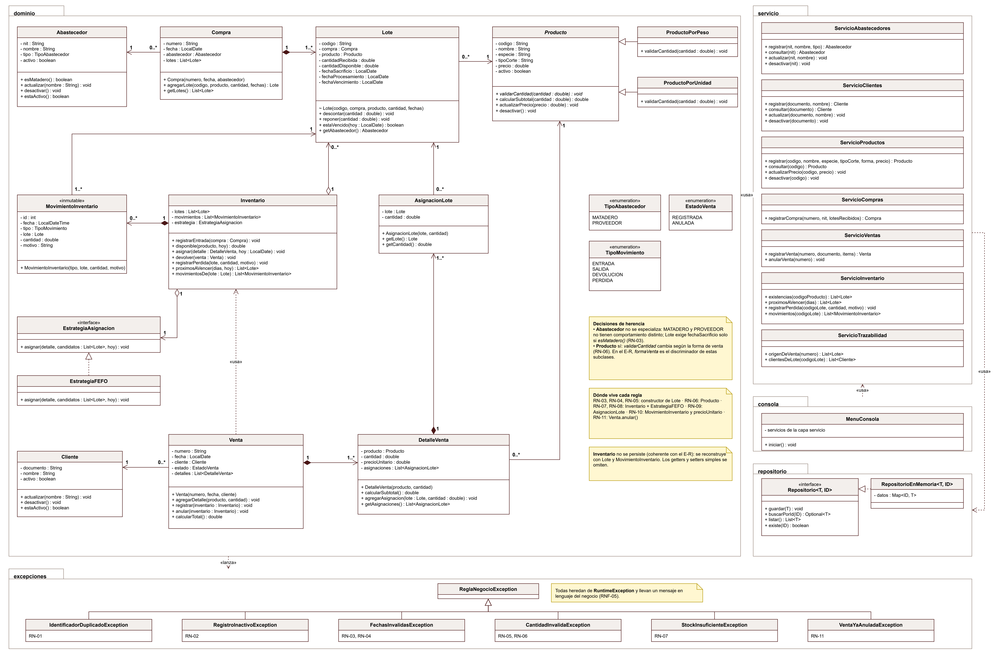 dominio
Abastecedor
- nit : String
- nombre : String
- tipo : TipoAbastecedor
- activo : boolean
+ esMatadero() : boolean
+ actualizar(nombre : String) : void
+ desactivar() : void
+ estaActivo() : boolean
1
0..*
Compra
- numero : String
- fecha : LocalDate
- abastecedor : Abastecedor
- lotes : List<Lote>
+ Compra(numero, fecha, abastecedor)
+ agregarLote(codigo, producto, cantidad, fechas) : Lote
+ getLotes() : List<Lote>
1
1..*
Lote
- codigo : String
- compra : Compra
- producto : Producto
- cantidadRecibida : double
- cantidadDisponible : double
- fechaSacrificio : LocalDate
- fechaProcesamiento : LocalDate
- fechaVencimiento : LocalDate
~ Lote(codigo, compra, producto, cantidad, fechas)
+ descontar(cantidad : double) : void
+ reponer(cantidad : double) : void
+ estaVencido(hoy : LocalDate) : boolean
+ getAbastecedor() : Abastecedor
0..*
1
Producto
- codigo : String
- nombre : String
- especie : String
- tipoCorte : String
- precio : double
- activo : boolean
+ validarCantidad(cantidad : double) : void
+ calcularSubtotal(cantidad : double) : double
+ actualizarPrecio(precio : double) : void
+ desactivar() : void
ProductoPorPeso
+ validarCantidad(cantidad : double) : void
ProductoPorUnidad
+ validarCantidad(cantidad : double) : void
1
1..*
0..*
1
1
0..*
1
«inmutable»
MovimientoInventario
- id : int
- fecha : LocalDateTime
- tipo : TipoMovimiento
- lote : Lote
- cantidad : double
- motivo : String
+ MovimientoInventario(tipo, lote, cantidad, motivo)
0..*
1
Inventario
- lotes : List<Lote>
- movimientos : List<MovimientoInventario>
- estrategia : EstrategiaAsignacion
+ registrarEntrada(compra : Compra) : void
+ disponible(producto, hoy) : double
+ asignar(detalle : DetalleVenta, hoy : LocalDate) : void
+ devolver(venta : Venta) : void
+ registrarPerdida(lote, cantidad, motivo) : void
+ proximosAVencer(dias, hoy) : List<Lote>
+ movimientosDe(lote : Lote) : List<MovimientoInventario>
AsignacionLote
- lote : Lote
- cantidad : double
+ AsignacionLote(lote, cantidad)
+ getLote() : Lote
+ getCantidad() : double
1..*
«enumeration»
TipoAbastecedor
MATADERO
PROVEEDOR
«enumeration»
EstadoVenta
REGISTRADA
ANULADA
«enumeration»
TipoMovimiento
ENTRADA
SALIDA
DEVOLUCION
PERDIDA
1
«interface»
EstrategiaAsignacion
+ asignar(detalle, candidatos : List<Lote>, hoy) : void
1
EstrategiaFEFO
+ asignar(detalle, candidatos : List<Lote>, hoy) : void
«usa»
Decisiones de herencia
• Abastecedor no se especializa: MATADERO y PROVEEDOR
no tienen comportamiento distinto; Lote exige fechaSacrificio solo
si esMatadero() (RN-03).
• Producto sí: validarCantidad cambia según la forma de venta
(RN-06). En el E-R, formaVenta es el discriminador de estas
subclases.
Dónde vive cada regla
RN-03, RN-04, RN-05: constructor de Lote · RN-06: Producto ·
RN-07, RN-08: Inventario + EstrategiaFEFO · RN-09:
AsignacionLote · RN-10: MovimientoInventario y precioUnitario ·
RN-11: Venta.anular()
Inventario no se persiste (coherente con el E-R): se reconstruye
con Lote y MovimientoInventario. Los getters y setters simples se
omiten.
Cliente
- documento : String
- nombre : String
- activo : boolean
+ actualizar(nombre : String) : void
+ desactivar() : void
+ estaActivo() : boolean
1
0..*
Venta
- numero : String
- fecha : LocalDate
- cliente : Cliente
- estado : EstadoVenta
- detalles : List<DetalleVenta>
+ Venta(numero, fecha, cliente)
+ agregarDetalle(producto, cantidad) : void
+ registrar(inventario : Inventario) : void
+ anular(inventario : Inventario) : void
+ calcularTotal() : double
1
1..*
1
DetalleVenta
- producto : Producto
- cantidad : double
- precioUnitario : double
- asignaciones : List<AsignacionLote>
+ DetalleVenta(producto, cantidad)
+ calcularSubtotal() : double
+ agregarAsignacion(lote : Lote, cantidad : double) : void
+ getAsignaciones() : List<AsignacionLote>
0..*
«usa»
servicio
ServicioAbastecedores
+ registrar(nit, nombre, tipo) : Abastecedor
+ consultar(nit) : Abastecedor
+ actualizar(nit, nombre) : void
+ desactivar(nit) : void
ServicioClientes
+ registrar(documento, nombre) : Cliente
+ consultar(documento) : Cliente
+ actualizar(documento, nombre) : void
+ desactivar(documento) : void
ServicioProductos
+ registrar(codigo, nombre, especie, tipoCorte, forma, precio) : Producto
+ consultar(codigo) : Producto
+ actualizarPrecio(codigo, precio) : void
+ desactivar(codigo) : void
ServicioCompras
+ registrarCompra(numero, nit, lotesRecibidos) : Compra
ServicioVentas
+ registrarVenta(numero, documento, items) : Venta
+ anularVenta(numero) : void
ServicioInventario
+ existencias(codigoProducto) : List<Lote>
+ proximosAVencer(dias) : List<Lote>
+ registrarPerdida(codigoLote, cantidad, motivo) : void
+ movimientos(codigoLote) : List<MovimientoInventario>
ServicioTrazabilidad
+ origenDeVenta(numero) : List<Lote>
+ clientesDeLote(codigoLote) : List<Cliente>
«usa»
«usa»
consola
MenuConsola
- servicios de la capa servicio
+ iniciar() : void
repositorio
«interface»
Repositorio<T, ID>
+ guardar(T) : void
+ buscarPorId(ID) : Optional<T>
+ listar() : List<T>
+ existe(ID) : boolean
RepositorioEnMemoria<T, ID>
- datos : Map<ID, T>
«lanza»
excepciones
ReglaNegocioException
Todas heredan de RuntimeException y llevan un mensaje en
lenguaje del negocio (RNF-05).
IdentificadorDuplicadoException
RN-01
RegistroInactivoException
RN-02
FechasInvalidasException
RN-03, RN-04
CantidadInvalidaException
RN-05, RN-06
StockInsuficienteException
RN-07
VentaYaAnuladaException
RN-11